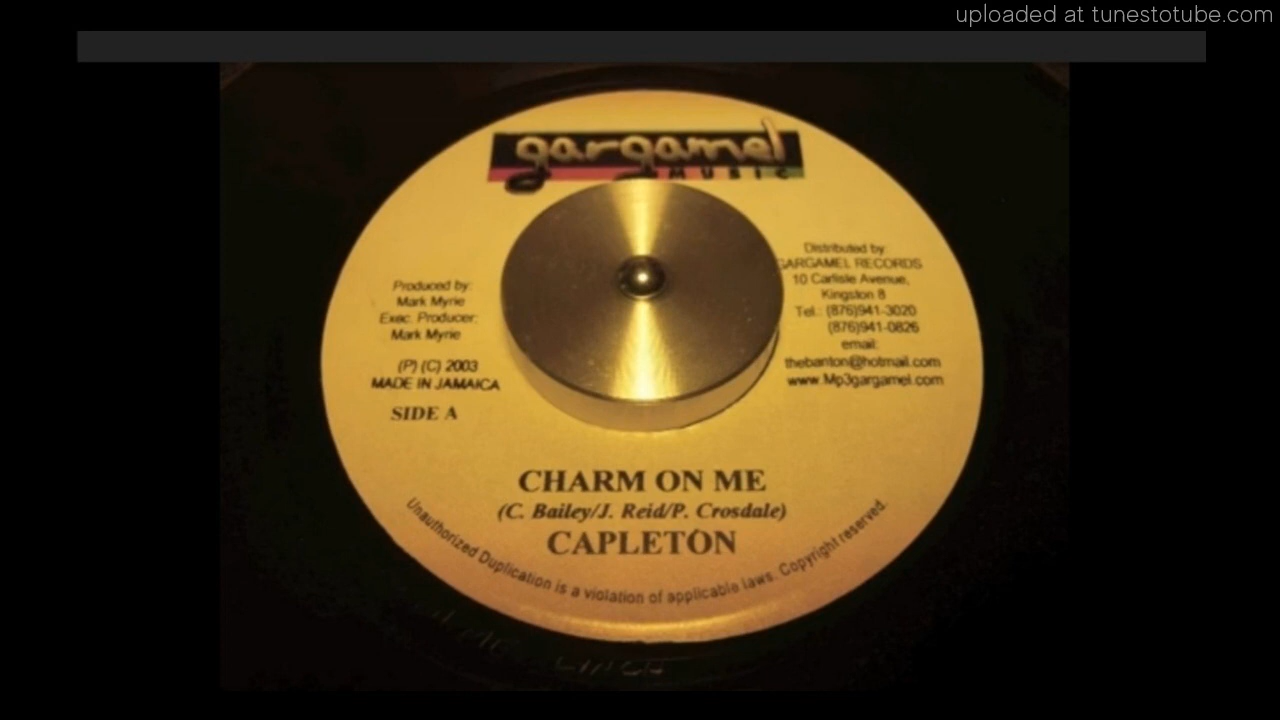 uploaded at tunestotube.com
gargamel
MUSIC
Produced by:
Mark Myrie
Exec. Producer:
Mark Myrie
(P) (C) 2003
MADE IN JAMAICA
SIDE A
Distributed by:
GARGAMEL RECORDS
10 Carlisle Avenue,
Kingston 8
Tel.: (876)941-3020
(876)941-0826
email:
thebanton@hotmail.com
www.Mp3gargamel.com
CHARM ON ME
(C. Bailey/J. Reid/P. Crosdale)
CAPLETON
Unauthorized Duplication is a violation of applicable laws. Copyright reserved.